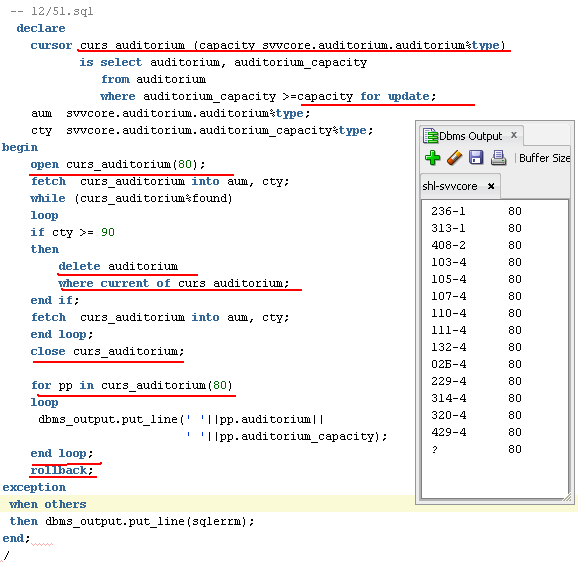 -- 12/51.sql
declare
cursor curs_auditorium (capacity svvcore.auditorium.auditorium%type)
is select auditorium, auditorium_capacity
from auditorium
where auditorium_capacity >=capacity for update;
aum svvcore.auditorium.auditorium%type;
cty svvcore.auditorium.auditorium_capacity%type;
begin
open curs_auditorium(80);
fetch curs_auditorium into aum, cty;
while (curs_auditorium%found)
loop
if cty >= 90
then
delete auditorium
where current of curs_auditorium;
end if;
fetch curs_auditorium into aum, cty;
end loop;
close curs_auditorium;
for pp in curs_auditorium(80)
loop
dbms_output.put_line(' '||pp.auditorium||
' '||pp.auditorium_capacity);
end loop;
rollback;
exception
when others
then dbms_output.put_line(sqlerrm);
end;
/
Dbms Output x
Buffer Size
shl-svvcore x
236-1 80
313-1 80
408-2 80
103-4 80
105-4 80
107-4 80
110-4 80
111-4 80
132-4 80
02Б-4 80
229-4 80
314-4 80
320-4 80
429-4 80
? 80